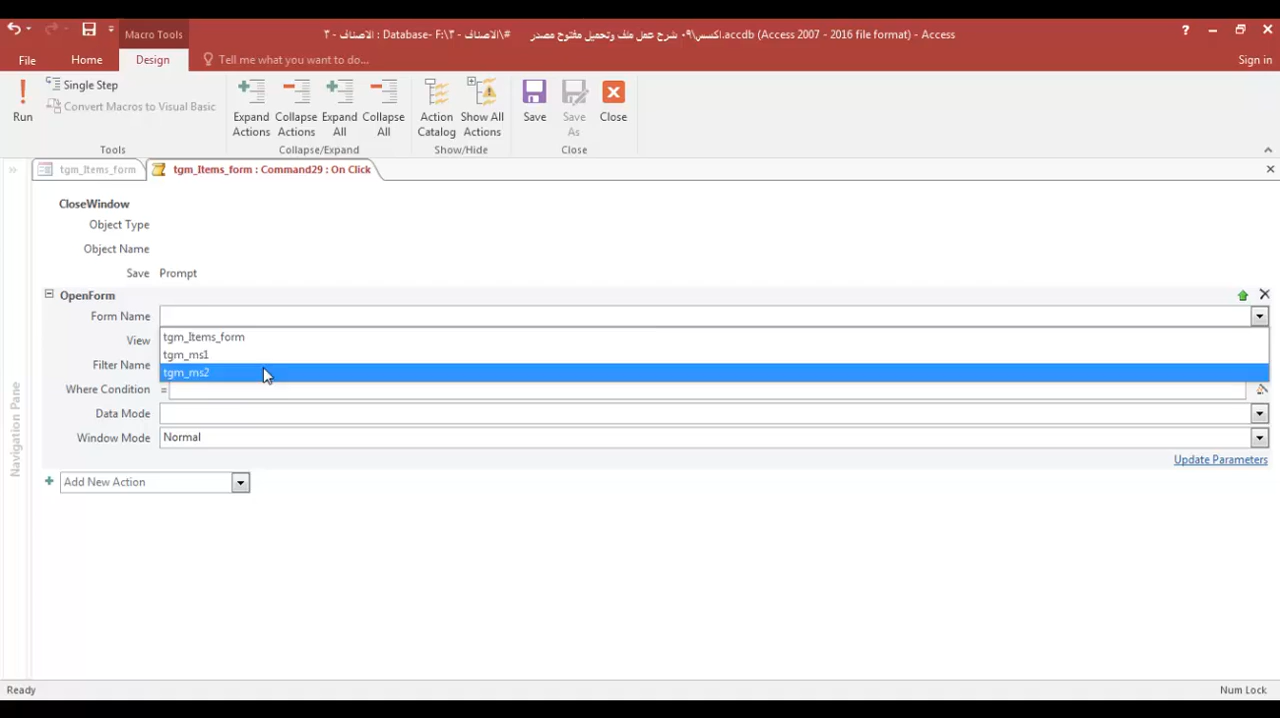 Macro Tools
#\الاصناف - ٣ : Database- F:\الاصناف - ٣\اكسس\٠٩ شرح عمل ملف وتحميل مفتوح مصدر.accdb (Access 2007 - 2016 file format) - Access
?
File Home Design Tell me what you want to do... Sign in
Run
Single Step
Convert Macros to Visual Basic
Expand Actions
Collapse Actions
Expand All
Collapse All
Action Catalog
Show All Actions
Save
Save As
Close
Tools Collapse/Expand Show/Hide Close
tgm_Items_form tgm_Items_form : Command29 : On Click
CloseWindow
Object Type
Object Name
Save Prompt
OpenForm
Form Name
tgm_Items_form
View
tgm_ms1
Filter Name
tgm_ms2
Where Condition =
Data Mode
Window Mode Normal
Update Parameters
Add New Action
Navigation Pane
Ready Num Lock